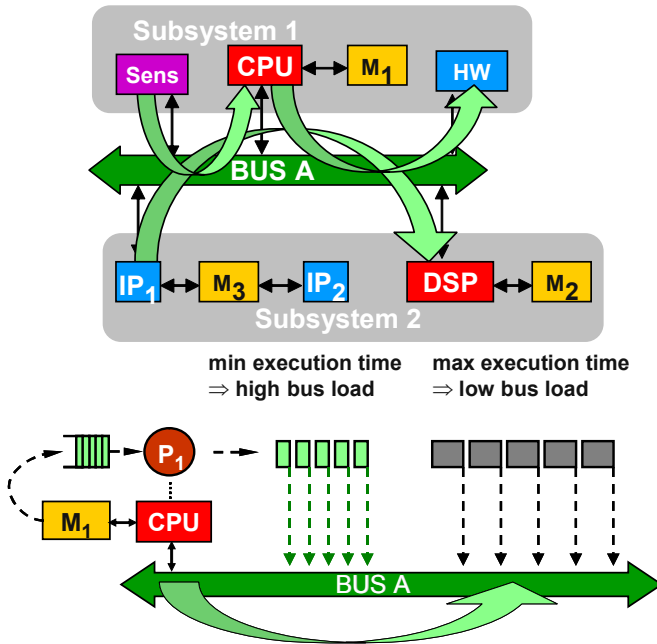 Subsystem 1
Sens
CPU
M1
HW
BUS A
IP1
M3
IP2
DSP
M2
Subsystem 2
min execution time
⇒ high bus load
max execution time
⇒ low bus load
P1
M1
CPU
BUS A